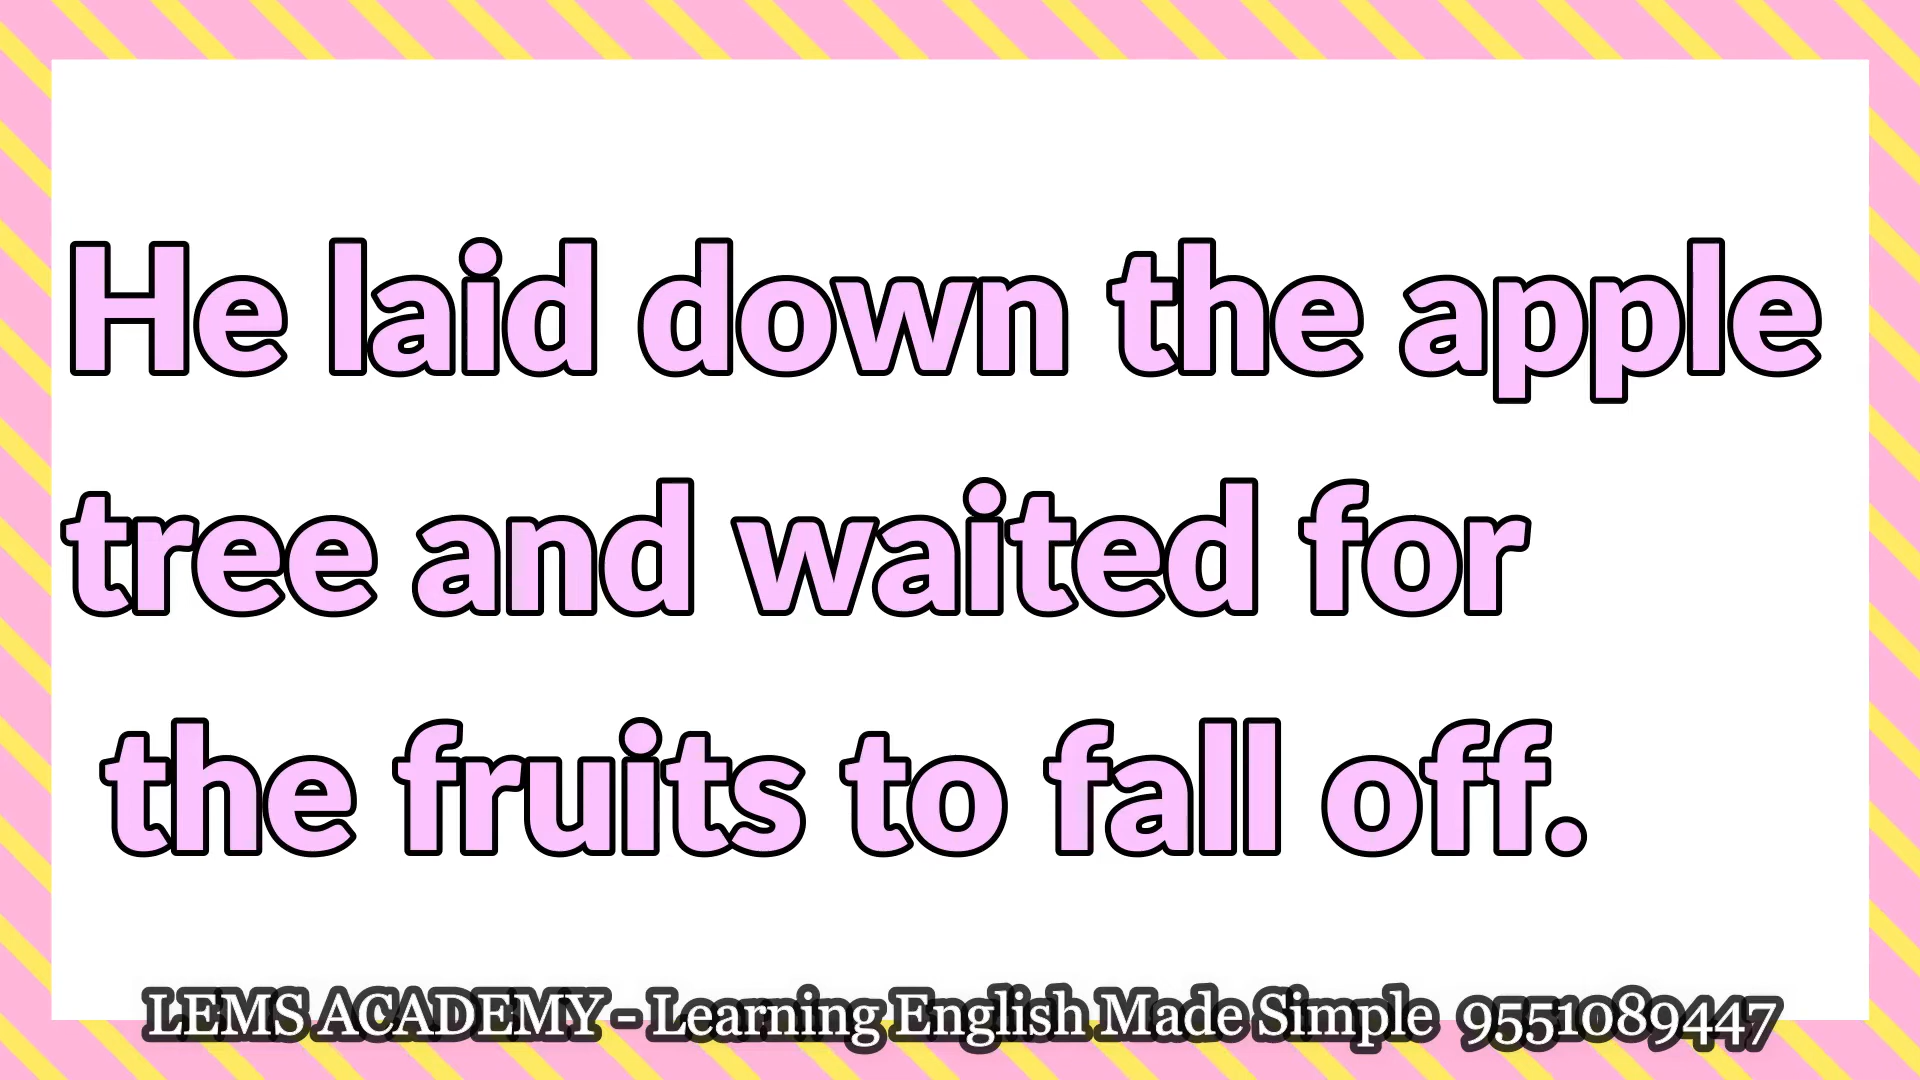 He laid down the apple
tree and waited for
the fruits to fall off.
LEMS ACADEMY - Learning English Made Simple 9551089447